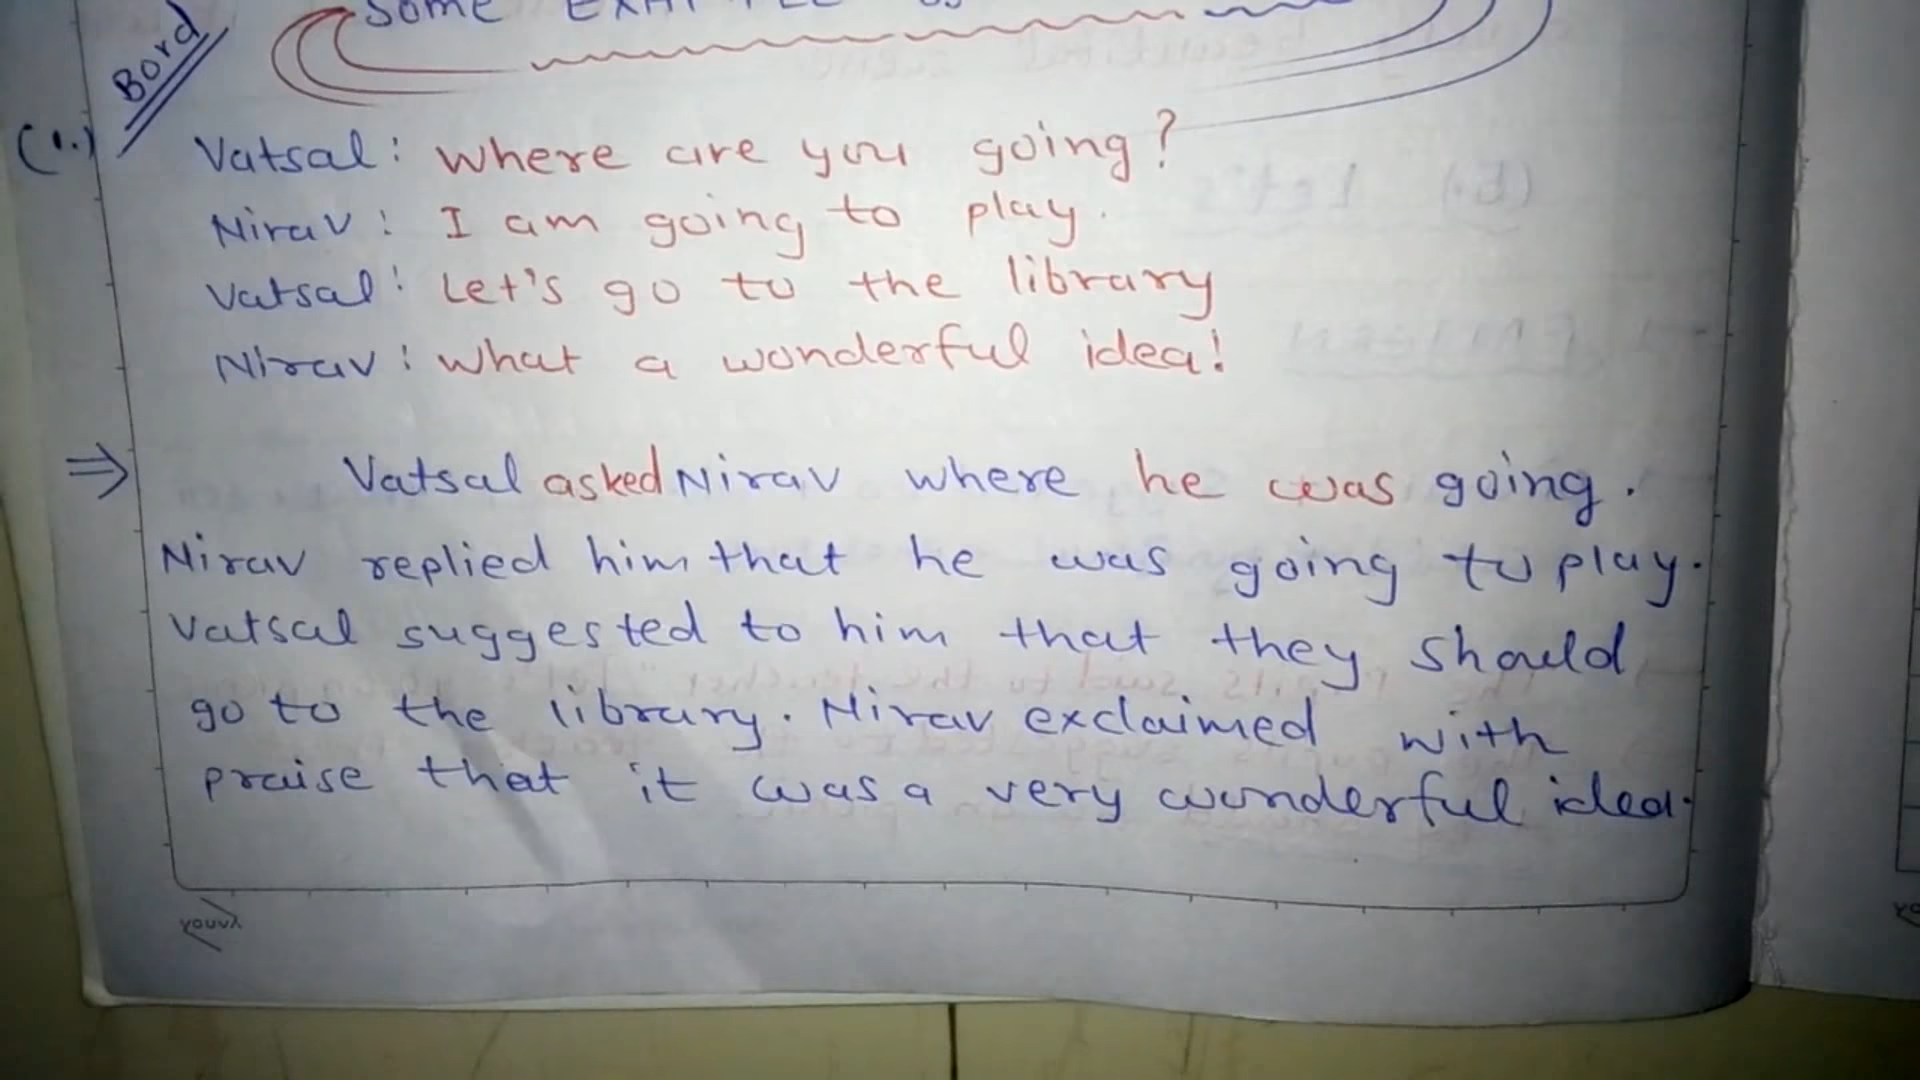 SOME
Bord
(1.)
Vatsal: Where are you going?
Nirav: I am going to play.
Vatsal: Let's go to the library
Nirav: What a wonderful idea!
⇒ Vatsal asked Nirav where he was going.
Nirav replied him that he was going to play.
Vatsal suggested to him that they should
go to the library. Nirav exclaimed with
praise that it was a very wonderful idea.
youva